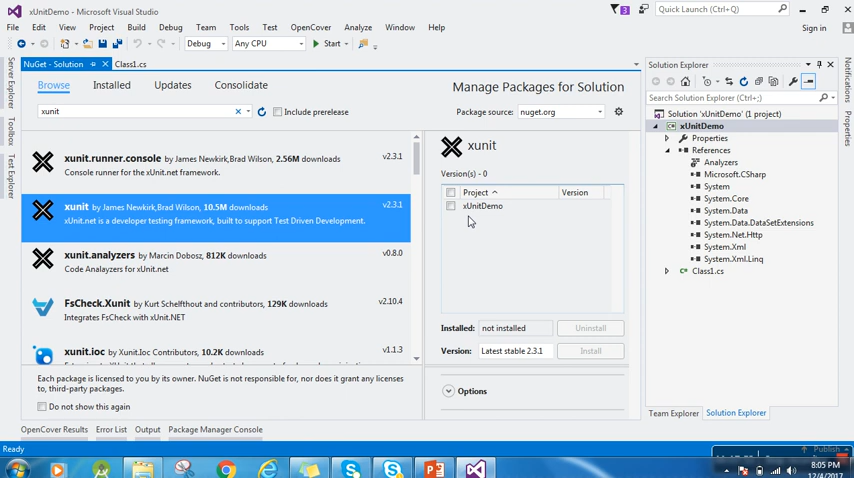 xUnitDemo - Microsoft Visual Studio
3
Quick Launch (Ctrl+Q)
File Edit View Project Build Debug Team Tools Test OpenCover Analyze Window Help
Sign in
Debug Any CPU Start
NuGet - Solution Class1.cs
Server Explorer
Toolbox
Test Explorer
Browse Installed Updates Consolidate
Manage Packages for Solution
xunit
Include prerelease
Package source: nuget.org
xunit.runner.console by James Newkirk,Brad Wilson, 2.56M downloads
v2.3.1
Console runner for the xUnit.net framework.
xunit by James Newkirk,Brad Wilson, 10.5M downloads
v2.3.1
xUnit.net is a developer testing framework, built to support Test Driven Development.
xunit.analyzers by Marcin Dobosz, 812K downloads
v0.8.0
Code Analayzers for xUnit.net
FsCheck.Xunit by Kurt Schelfthout and contributors, 129K downloads
v2.10.4
Integrates FsCheck with xUnit.NET
xunit.ioc by Xunit.Ioc Contributors, 10.2K downloads
v1.1.3
Each package is licensed to you by its owner. NuGet is not responsible for, nor does it grant any licenses
to, third-party packages.
Do not show this again
xunit
Version(s) - 0
Project Version
xUnitDemo
Installed: not installed Uninstall
Version: Latest stable 2.3.1 Install
Options
Solution Explorer
Search Solution Explorer (Ctrl+;)
Solution 'xUnitDemo' (1 project)
xUnitDemo
Properties
References
Analyzers
Microsoft.CSharp
System
System.Core
System.Data
System.Data.DataSetExtensions
System.Net.Http
System.Xml
System.Xml.Linq
Class1.cs
Team Explorer Solution Explorer
Notifications
Properties
OpenCover Results Error List Output Package Manager Console
Ready
Publish
8:05 PM
12/4/2017